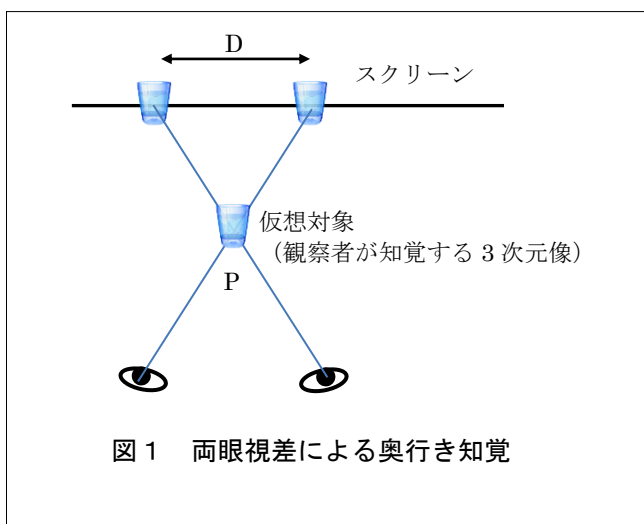 D
スクリーン
仮想対象
（観察者が知覚する 3 次元像）
P
図１　両眼視差による奥行き知覚